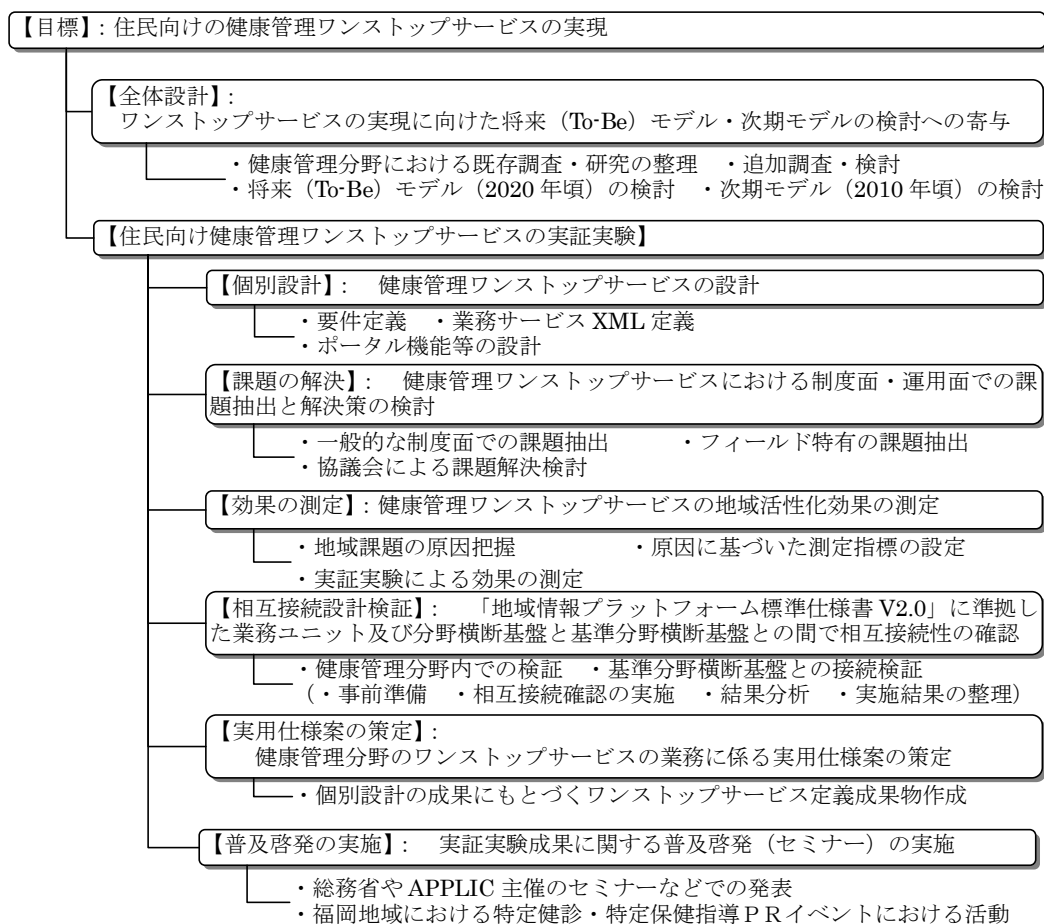 【目標】：住民向けの健康管理ワンストップサービスの実現
【全体設計】：
ワンストップサービスの実現に向けた将来（To-Be）モデル・次期モデルの検討への寄与
・健康管理分野における既存調査・研究の整理　・追加調査・検討
・将来（To-Be）モデル（2020 年頃）の検討　・次期モデル（2010 年頃）の検討
【住民向け健康管理ワンストップサービスの実証実験】
【個別設計】：　健康管理ワンストップサービスの設計
・要件定義　・業務サービス XML 定義
・ポータル機能等の設計
【課題の解決】：　健康管理ワンストップサービスにおける制度面・運用面での課
題抽出と解決策の検討
・一般的な制度面での課題抽出　　・フィールド特有の課題抽出
・協議会による課題解決検討
【効果の測定】：健康管理ワンストップサービスの地域活性化効果の測定
・地域課題の原因把握　　・原因に基づいた測定指標の設定
・実証実験による効果の測定
【相互接続設計検証】：　「地域情報プラットフォーム標準仕様書 V2.0」に準拠し
た業務ユニット及び分野横断基盤と基準分野横断基盤との間で相互接続性の確認
・健康管理分野内での検証　・基準分野横断基盤との接続検証
（・事前準備　・相互接続確認の実施　・結果分析　・実施結果の整理）
【実用仕様案の策定】：
健康管理分野のワンストップサービスの業務に係る実用仕様案の策定
・個別設計の成果にもとづくワンストップサービス定義成果物作成
【普及啓発の実施】：　実証実験成果に関する普及啓発（セミナー）の実施
・総務省や APPLIC 主催のセミナーなどでの発表
・福岡地域における特定健診・特定保健指導ＰＲイベントにおける活動